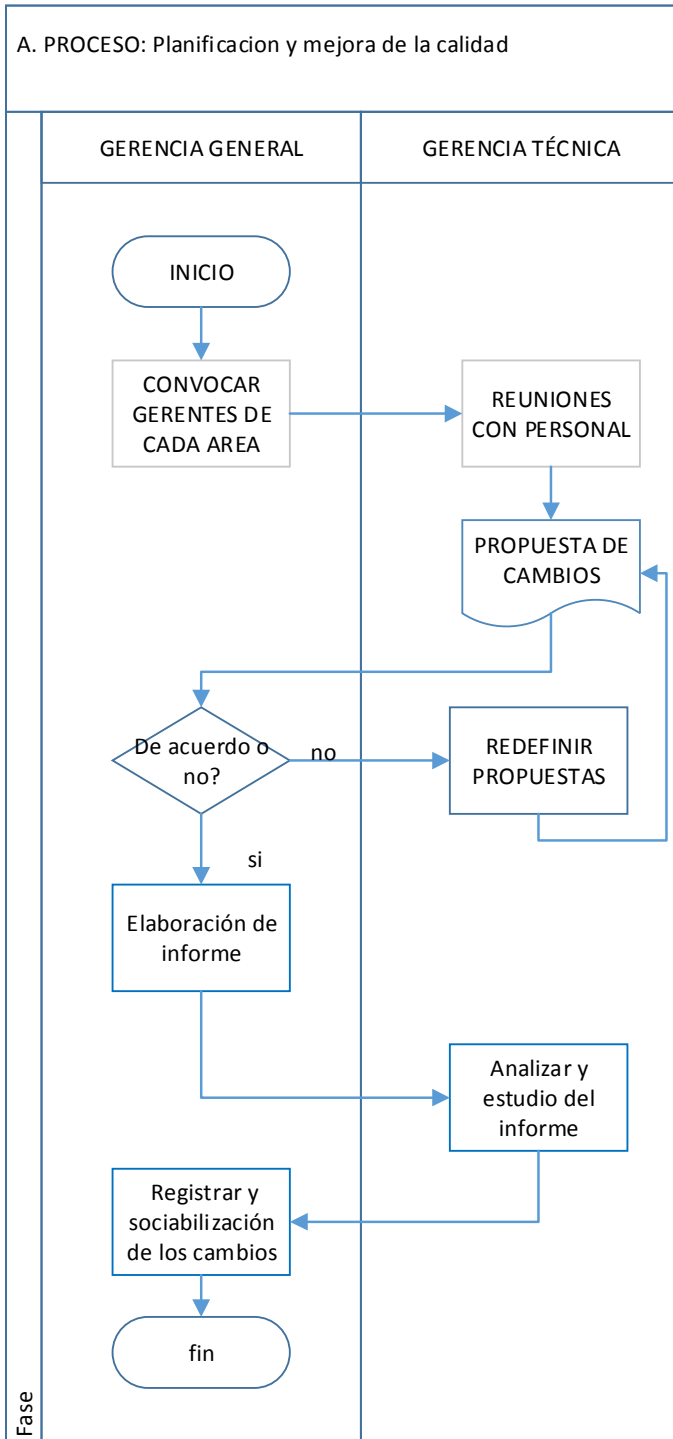 A. PROCESO: Planificacion y mejora de la calidad
GERENCIA GENERAL
GERENCIA TÉCNICA
INICIO
CONVOCAR
GERENTES DE
CADA AREA
REUNIONES
CON PERSONAL
PROPUESTA DE
CAMBIOS
De acuerdo o
no?
no
REDEFINIR
PROPUESTAS
si
Elaboración de
informe
Analizar y
estudio del
informe
Registrar y
sociabilización
de los cambios
fin
Fase